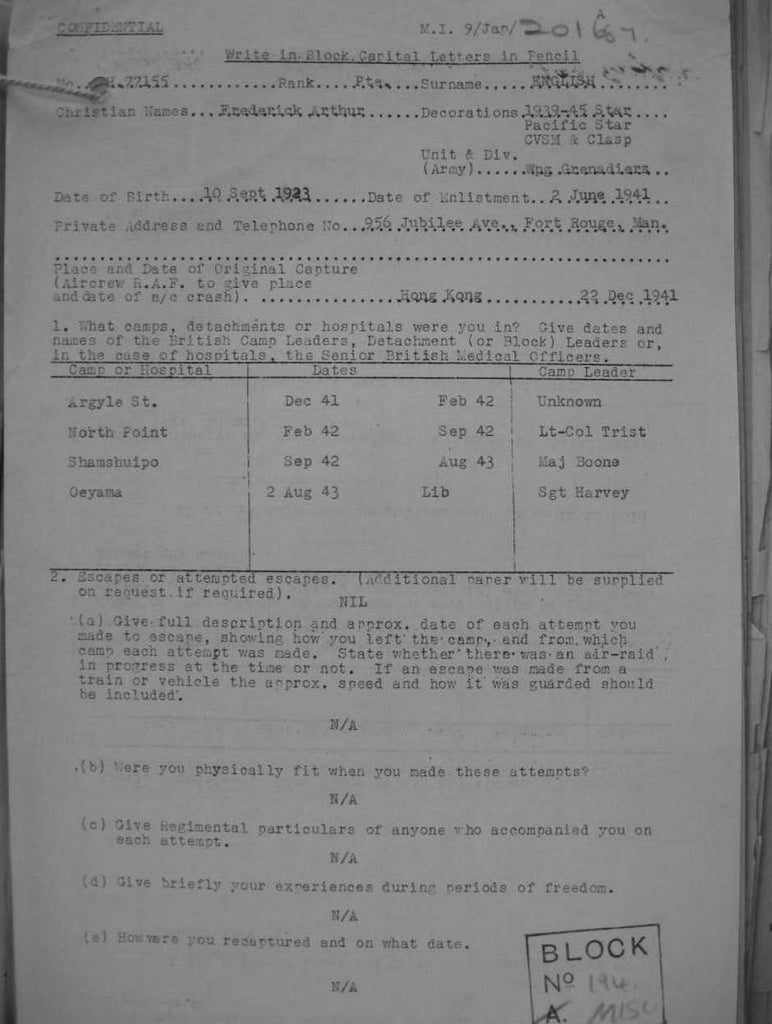 CONFIDENTIAL
M.I. 9/Jap/
Write in Block Capital Letters in Pencil
No...H.77155............Rank....Pte...Surname.....ENGLISH
Christian Names...Frederick Arthur......Decorations 1939-45 Star....
Pacific Star
CVSM & Clasp
Unit & Div.
(Army).....Wpg Grenadiers..
Date of Birth....10 Sept 1923......Date of Enlistment..2 June 1941...
Private Address and Telephone No...956 Jubilee Ave., Fort Rouge, Man.
Place and Date of Original Capture
(Aircrew R.A.F. to give place
and date of a/c crash). ...............Hong Kong...........22 Dec 1941
1. What camps, detachments or hospitals were you in? Give dates and
names of the British Camp Leaders, Detachment (or Block) Leaders or,
in the case of hospitals, the Senior British Medical Officers.
Camp or Hospital Dates Camp Leader
Argyle St. Dec 41 Feb 42 Unknown
North Point Feb 42 Sep 42 Lt-Col Trist
Shamshuipo Sep 42 Aug 43 Maj Boone
Oeyama 2 Aug 43 Lib Sgt Harvey
2. Escapes or attempted escapes. (Additional paper will be supplied
on request if required).
NIL
(a) Give full description and approx. date of each attempt you
made to escape, showing how you left the camp, and from which
camp each attempt was made. State whether there was an air-raid
in progress at the time or not. If an escape was made from a
train or vehicle the approx. speed and how it was guarded should
be included.
N/A
(b) Were you physically fit when you made these attempts?
N/A
(c) Give Regimental particulars of anyone who accompanied you on
each attempt.
N/A
(d) Give briefly your experiences during periods of freedom.
N/A
(e) How were you recaptured and on what date.
N/A
BLOCK
No 194
A. MISC